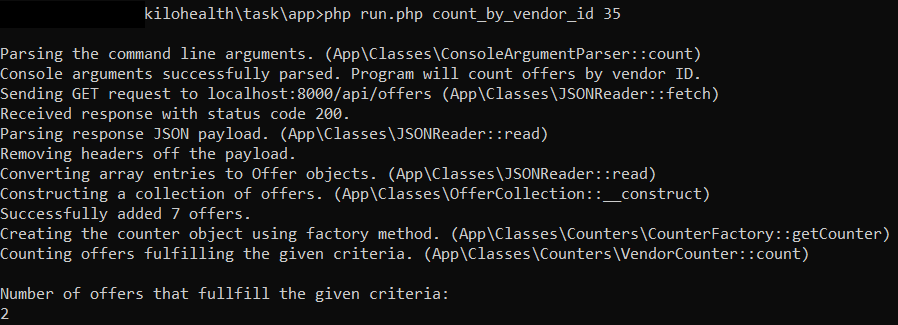 kilohealth\task\app>php run.php count_by_vendor_id 35
Parsing the command line arguments. (App\Classes\ConsoleArgumentParser::count)
Console arguments successfully parsed. Program will count offers by vendor ID.
Sending GET request to localhost:8000/api/offers (App\Classes\JSONReader::fetch)
Received response with status code 200.
Parsing response JSON payload. (App\Classes\JSONReader::read)
Removing headers off the payload.
Converting array entries to Offer objects. (App\Classes\JSONReader::read)
Constructing a collection of offers. (App\Classes\OfferCollection::__construct)
Successfully added 7 offers.
Creating the counter object using factory method. (App\Classes\Counters\CounterFactory::getCounter)
Counting offers fulfilling the given criteria. (App\Classes\Counters\VendorCounter::count)
Number of offers that fullfill the given criteria:
2